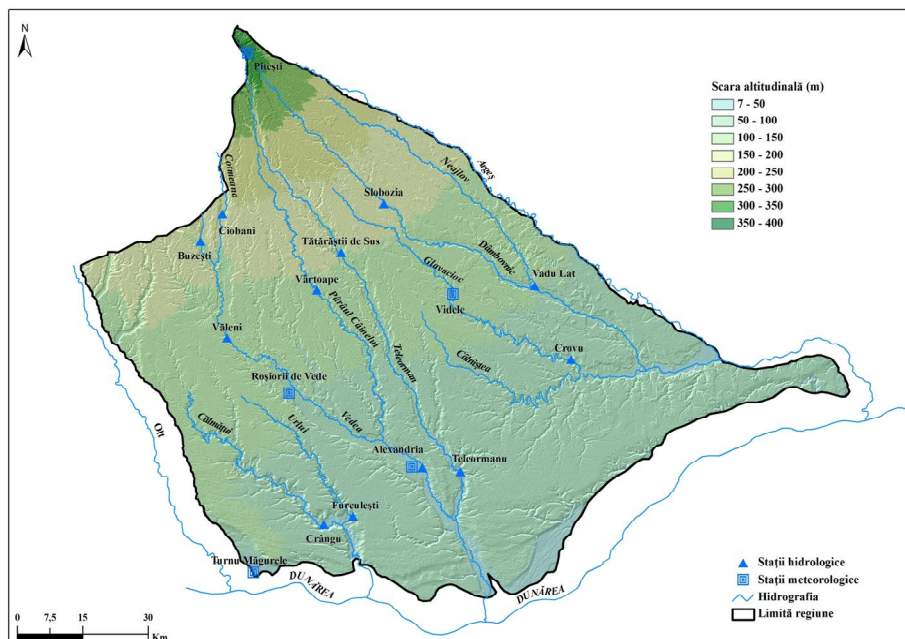 N
Pitești
Scara altitudinală (m)
7 - 50
50 - 100
100 - 150
150 - 200
200 - 250
250 - 300
300 - 350
350 - 400
Cotmeana
Neajlov
Argeș
Slobozia
Ciobani
Buzești
Tătărăștii de Sus
Glavacioc
Dâmbovnic
Vadu Lat
Vârtoape
Videle
Pârâul Câinelui
Teleorman
Văleni
Câlniștea
Crovu
Roșiorii de Vede
Olt
Călmățui
Urlui
Vedea
Alexandria
Teleormanu
Furculești
Crângu
Turnu Măgurele
DUNĂREA
DUNĂREA
Stații hidrologice
Stații meteorologice
Hidrografia
Limită regiune
0 7,5 15 30
Km